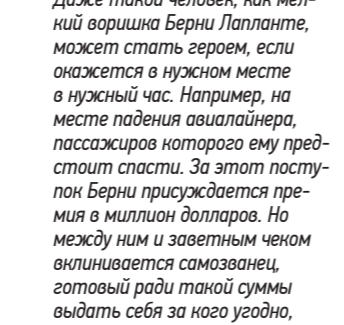 Даже такой человек, как мел-
кий воришка Берни Лапланте,
может стать героем, если
окажется в нужном месте
в нужный час. Например, на
месте падения авиалайнера,
пассажиров которого ему пред-
стоит спасти. За этот посту-
пок Берни присуждается пре-
мия в миллион долларов. Но
между ним и заветным чеком
вклинивается самозванец,
готовый ради такой суммы
выдать себя за кого угодно,